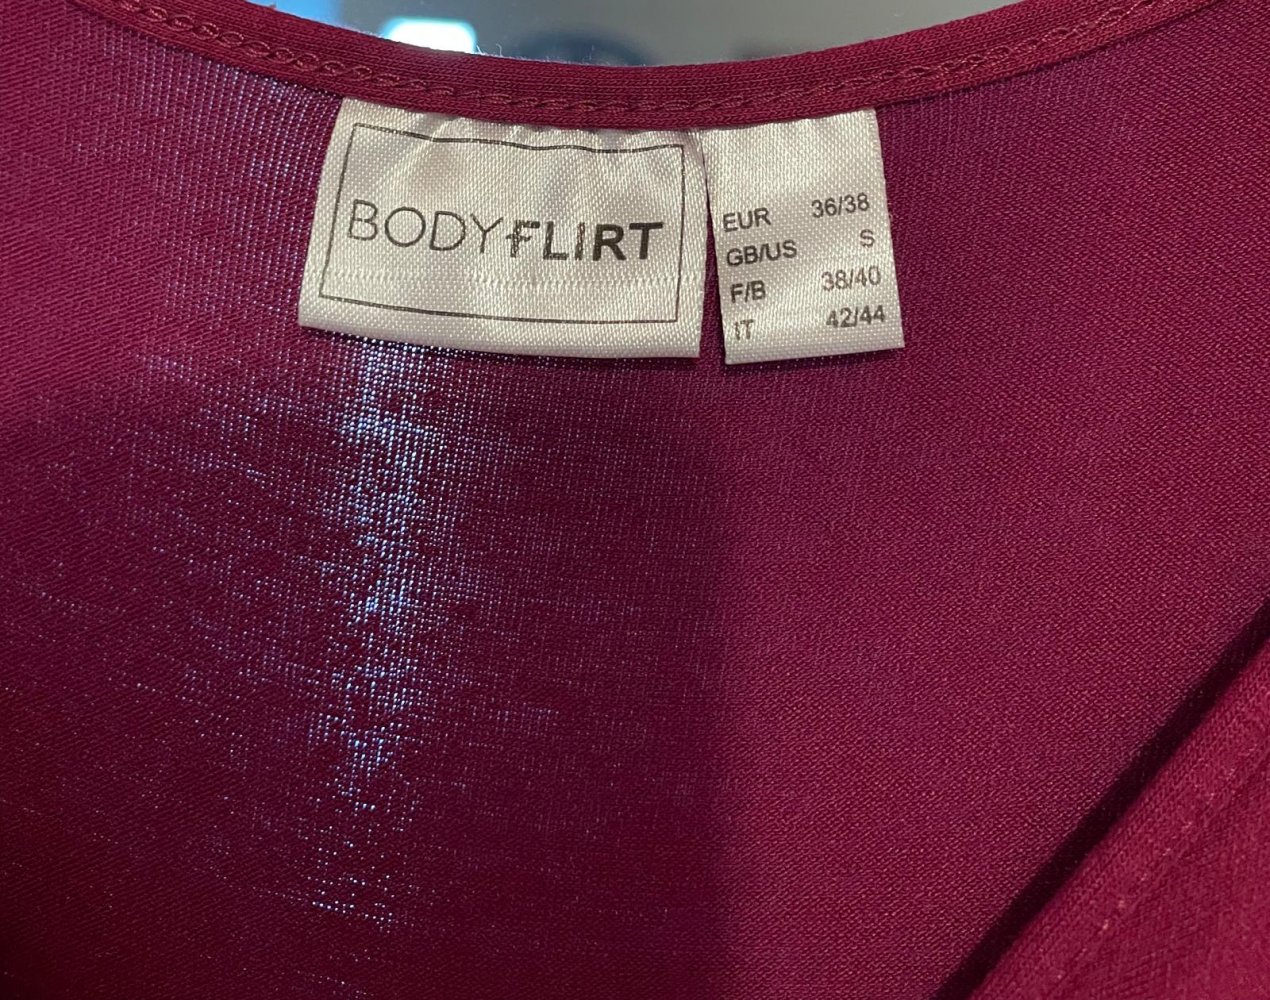 BODYFLIRT
EUR 36/38
GB/US S
F/B 38/40
IT 42/44